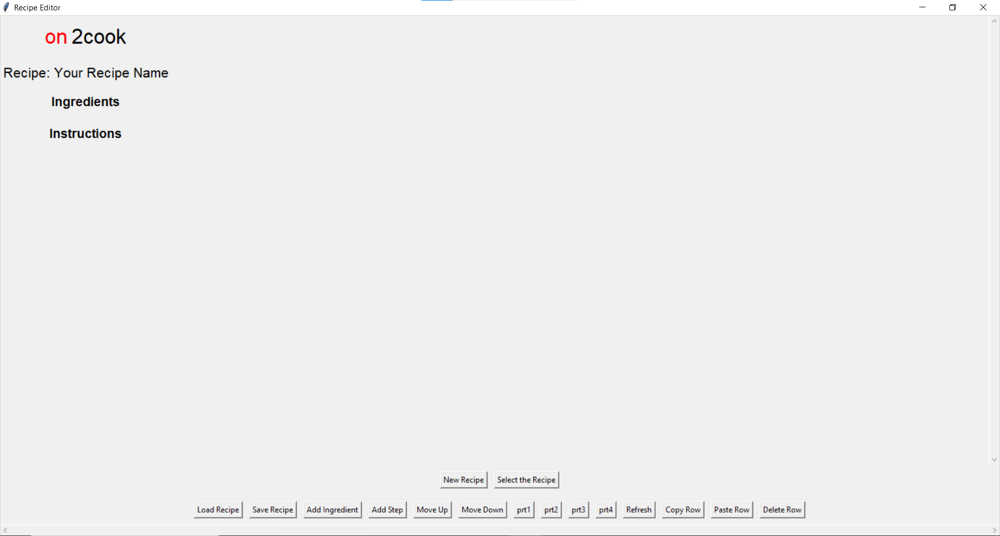 Recipe Editor
on 2cook
Recipe: Your Recipe Name
Ingredients
Instructions
New Recipe Select the Recipe
Load Recipe Save Recipe Add Ingredient Add Step Move Up Move Down prt1 prt2 prt3 prt4 Refresh Copy Row Paste Row Delete Row